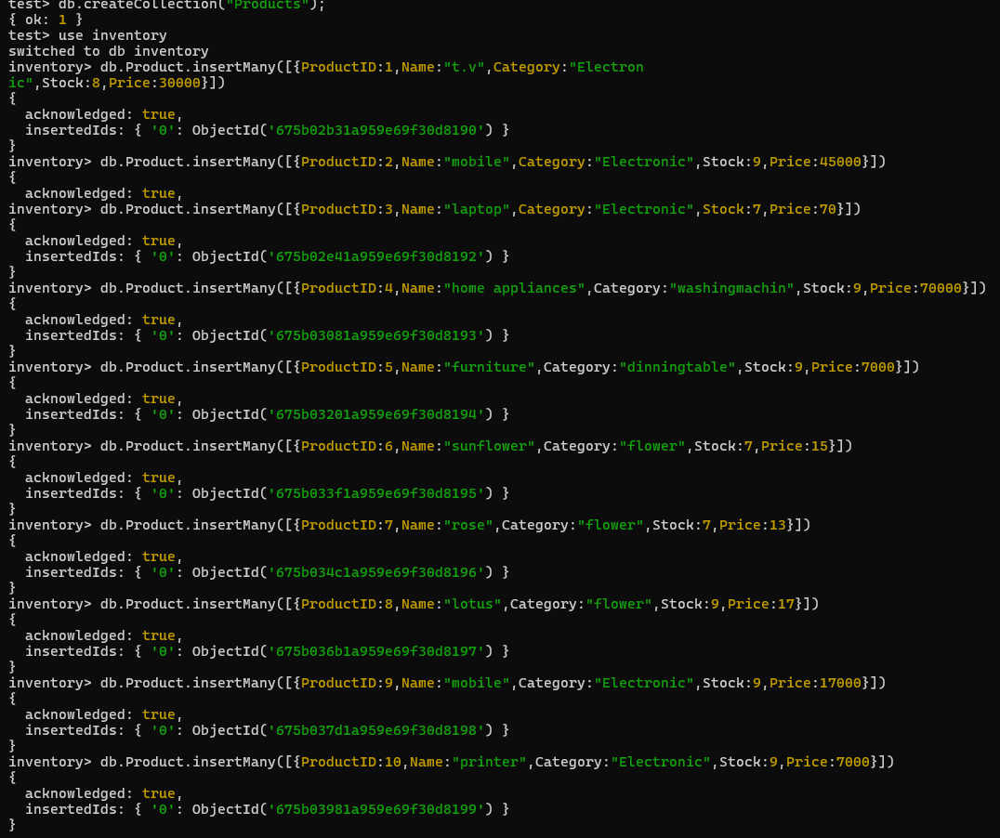 test> db.createCollection("Products");
{ ok: 1 }
test> use inventory
switched to db inventory
inventory> db.Product.insertMany([{ProductID:1,Name:"t.v",Category:"Electron
ic",Stock:8,Price:30000}])
{
  acknowledged: true,
  insertedIds: { '0': ObjectId('675b02b31a959e69f30d8190') }
}
inventory> db.Product.insertMany([{ProductID:2,Name:"mobile",Category:"Electronic",Stock:9,Price:45000}])
{
  acknowledged: true,
inventory> db.Product.insertMany([{ProductID:3,Name:"laptop",Category:"Electronic",Stock:7,Price:70}])
{
  acknowledged: true,
  insertedIds: { '0': ObjectId('675b02e41a959e69f30d8192') }
}
inventory> db.Product.insertMany([{ProductID:4,Name:"home appliances",Category:"washingmachin",Stock:9,Price:70000}])
{
  acknowledged: true,
  insertedIds: { '0': ObjectId('675b03081a959e69f30d8193') }
}
inventory> db.Product.insertMany([{ProductID:5,Name:"furniture",Category:"dinningtable",Stock:9,Price:7000}])
{
  acknowledged: true,
  insertedIds: { '0': ObjectId('675b03201a959e69f30d8194') }
}
inventory> db.Product.insertMany([{ProductID:6,Name:"sunflower",Category:"flower",Stock:7,Price:15}])
{
  acknowledged: true,
  insertedIds: { '0': ObjectId('675b033f1a959e69f30d8195') }
}
inventory> db.Product.insertMany([{ProductID:7,Name:"rose",Category:"flower",Stock:7,Price:13}])
{
  acknowledged: true,
  insertedIds: { '0': ObjectId('675b034c1a959e69f30d8196') }
}
inventory> db.Product.insertMany([{ProductID:8,Name:"lotus",Category:"flower",Stock:9,Price:17}])
{
  acknowledged: true,
  insertedIds: { '0': ObjectId('675b036b1a959e69f30d8197') }
}
inventory> db.Product.insertMany([{ProductID:9,Name:"mobile",Category:"Electronic",Stock:9,Price:17000}])
{
  acknowledged: true,
  insertedIds: { '0': ObjectId('675b037d1a959e69f30d8198') }
}
inventory> db.Product.insertMany([{ProductID:10,Name:"printer",Category:"Electronic",Stock:9,Price:7000}])
{
  acknowledged: true,
  insertedIds: { '0': ObjectId('675b03981a959e69f30d8199') }
}